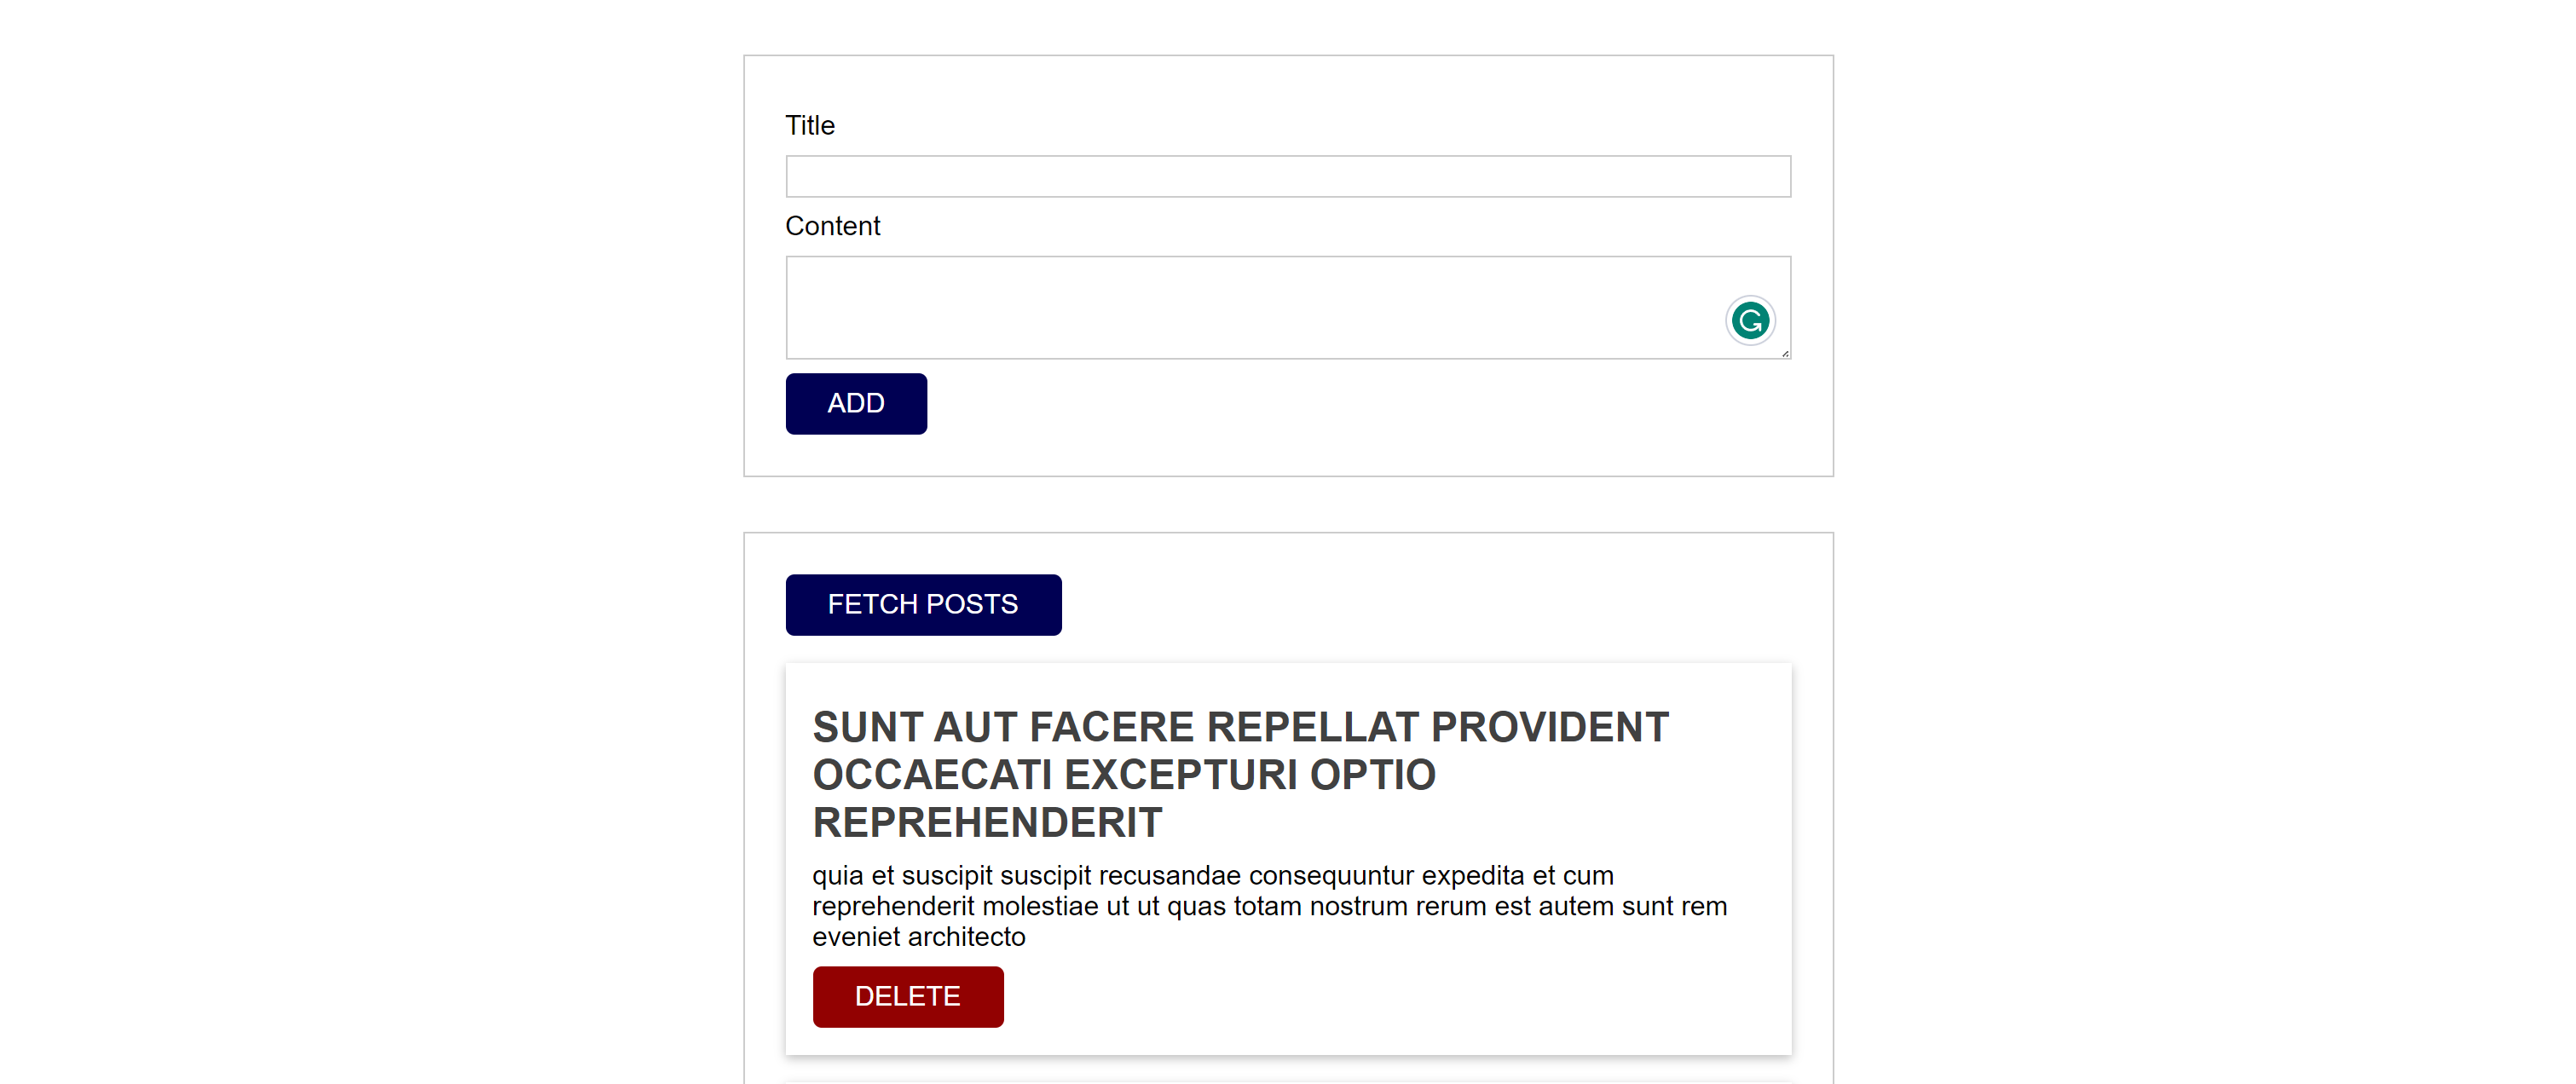 Title
Content
ADD
FETCH POSTS
SUNT AUT FACERE REPELLAT PROVIDENT
OCCAECATI EXCEPTURI OPTIO
REPREHENDERIT
quia et suscipit suscipit recusandae consequuntur expedita et cum
reprehenderit molestiae ut ut quas totam nostrum rerum est autem sunt rem
eveniet architecto
DELETE